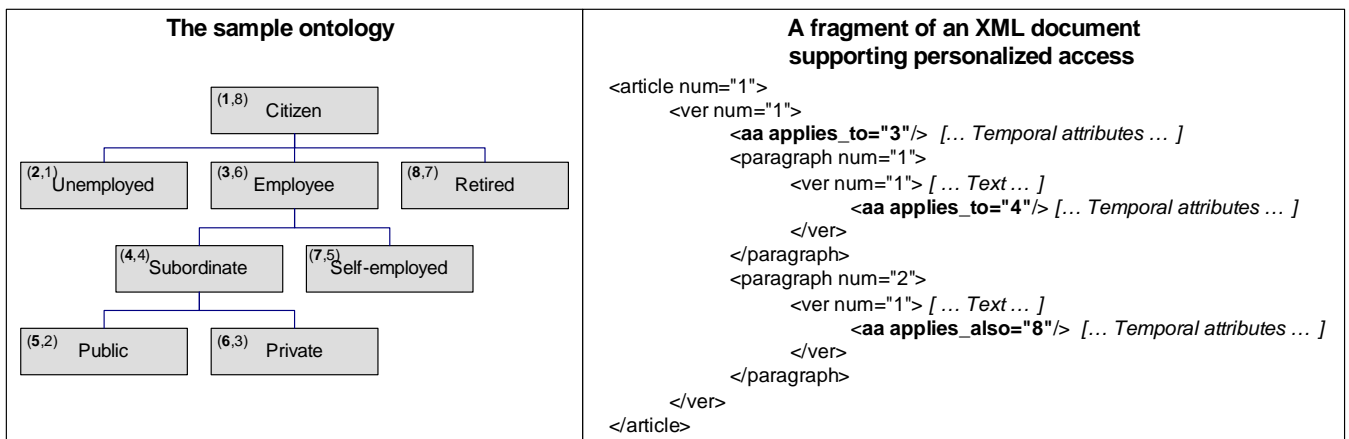 The sample ontology
(1,8) Citizen
(2,1) Unemployed
(3,6) Employee
(8,7) Retired
(4,4) Subordinate
(7,5) Self-employed
(5,2) Public
(6,3) Private
A fragment of an XML document
supporting personalized access
<article num="1">
<ver num="1">
<aa applies_to="3"/> [… Temporal attributes … ]
<paragraph num="1">
<ver num="1"> [ … Text … ]
<aa applies_to="4"/> [… Temporal attributes … ]
</ver>
</paragraph>
<paragraph num="2">
<ver num="1"> [ … Text … ]
<aa applies_also="8"/> [… Temporal attributes … ]
</ver>
</paragraph>
</ver>
</article>